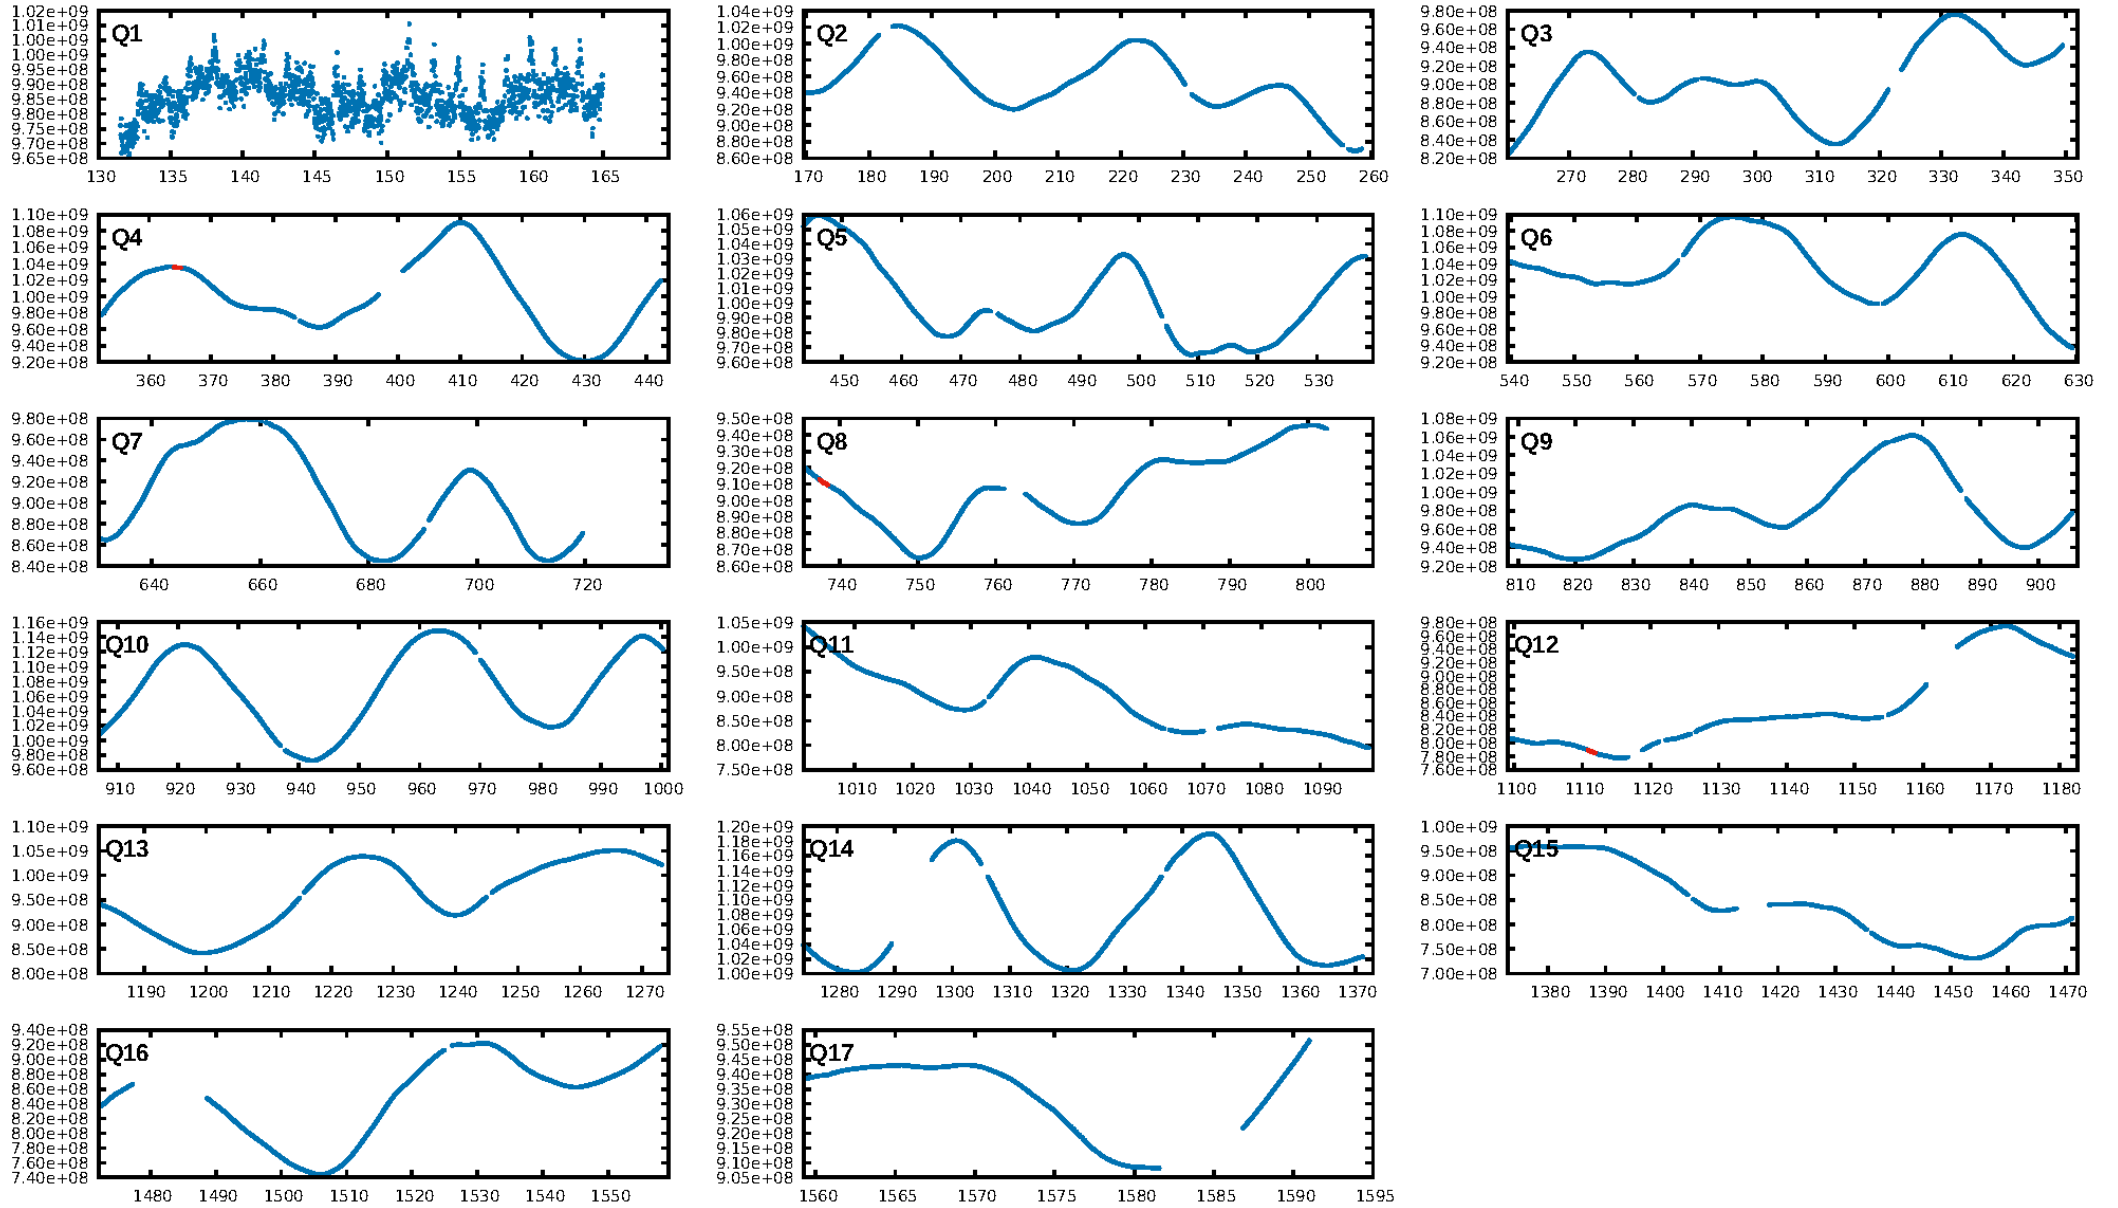 Q1
1.02e+09
1.01e+09
1.00e+09
9.95e+08
9.90e+08
9.85e+08
9.80e+08
9.75e+08
9.70e+08
9.65e+08
130 135 140 145 150 155 160 165
Q2
1.04e+09
1.02e+09
1.00e+09
9.80e+08
9.60e+08
9.40e+08
9.20e+08
9.00e+08
8.80e+08
8.60e+08
170 180 190 200 210 220 230 240 250 260
Q3
9.80e+08
9.60e+08
9.40e+08
9.20e+08
9.00e+08
8.80e+08
8.60e+08
8.40e+08
8.20e+08
270 280 290 300 310 320 330 340 350
Q4
1.10e+09
1.08e+09
1.06e+09
1.04e+09
1.02e+09
1.00e+09
9.80e+08
9.60e+08
9.40e+08
9.20e+08
360 370 380 390 400 410 420 430 440
Q5
1.06e+09
1.05e+09
1.04e+09
1.03e+09
1.02e+09
1.01e+09
1.00e+09
9.90e+08
9.80e+08
9.70e+08
9.60e+08
450 460 470 480 490 500 510 520 530
Q6
1.10e+09
1.08e+09
1.06e+09
1.04e+09
1.02e+09
1.00e+09
9.80e+08
9.60e+08
9.40e+08
9.20e+08
540 550 560 570 580 590 600 610 620 630
Q7
9.80e+08
9.60e+08
9.40e+08
9.20e+08
9.00e+08
8.80e+08
8.60e+08
8.40e+08
640 660 680 700 720
Q8
9.50e+08
9.40e+08
9.30e+08
9.20e+08
9.10e+08
9.00e+08
8.90e+08
8.80e+08
8.70e+08
8.60e+08
740 750 760 770 780 790 800
Q9
1.08e+09
1.06e+09
1.04e+09
1.02e+09
1.00e+09
9.80e+08
9.60e+08
9.40e+08
9.20e+08
810 820 830 840 850 860 870 880 890 900
Q10
1.16e+09
1.14e+09
1.12e+09
1.10e+09
1.08e+09
1.06e+09
1.04e+09
1.02e+09
1.00e+09
9.80e+08
9.60e+08
910 920 930 940 950 960 970 980 990 1000
Q11
1.05e+09
1.00e+09
9.50e+08
9.00e+08
8.50e+08
8.00e+08
7.50e+08
1010 1020 1030 1040 1050 1060 1070 1080 1090
Q12
9.80e+08
9.60e+08
9.40e+08
9.20e+08
9.00e+08
8.80e+08
8.60e+08
8.40e+08
8.20e+08
8.00e+08
7.80e+08
7.60e+08
1100 1110 1120 1130 1140 1150 1160 1170 1180
Q13
1.10e+09
1.05e+09
1.00e+09
9.50e+08
9.00e+08
8.50e+08
8.00e+08
1190 1200 1210 1220 1230 1240 1250 1260 1270
Q14
1.20e+09
1.18e+09
1.16e+09
1.14e+09
1.12e+09
1.10e+09
1.08e+09
1.06e+09
1.04e+09
1.02e+09
1.00e+09
1280 1290 1300 1310 1320 1330 1340 1350 1360 1370
Q15
1.00e+09
9.50e+08
9.00e+08
8.50e+08
8.00e+08
7.50e+08
7.00e+08
1380 1390 1400 1410 1420 1430 1440 1450 1460 1470
Q16
9.40e+08
9.20e+08
9.00e+08
8.80e+08
8.60e+08
8.40e+08
8.20e+08
8.00e+08
7.80e+08
7.60e+08
7.40e+08
1480 1490 1500 1510 1520 1530 1540 1550
Q17
9.55e+08
9.50e+08
9.45e+08
9.40e+08
9.35e+08
9.30e+08
9.25e+08
9.20e+08
9.15e+08
9.10e+08
9.05e+08
1560 1565 1570 1575 1580 1585 1590 1595